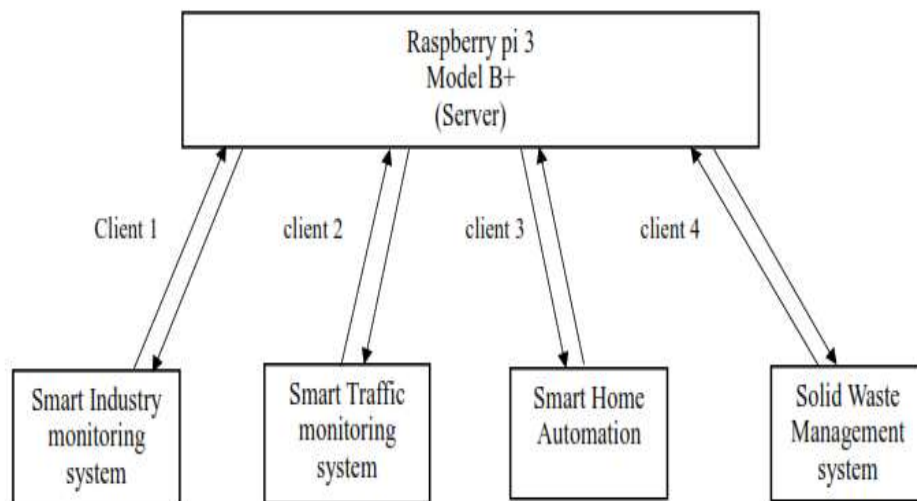 Raspberry pi 3
Model B+
(Server)
Client 1
client 2
client 3
client 4
Smart Industry
monitoring
system
Smart Traffic
monitoring
system
Smart Home
Automation
Solid Waste
Management
system